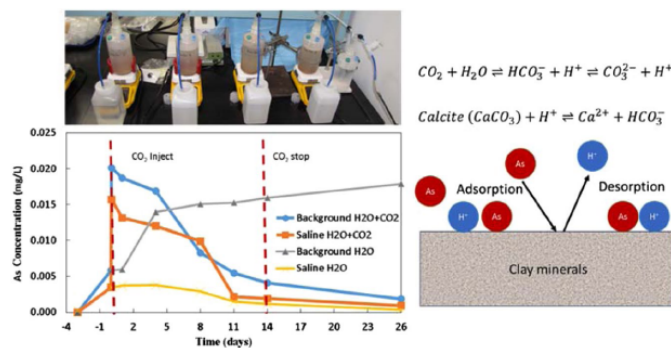 CO₂ + H₂O ⇌ HCO₃⁻ + H⁺ ⇌ CO₃²⁻ + H⁺
Calcite (CaCO₃) + H⁺ ⇌ Ca²⁺ + HCO₃⁻
As Concentration (mg/L)
0.025
0.020
0.015
0.010
0.005
0.000
CO₂ Inject
CO₂ stop
Background H2O+CO2
Saline H2O+CO2
Background H2O
Saline H2O
-4 -1 2 5 8 11 14 17 20 23 26
Time (days)
As
H⁺
As
Adsorption
Desorption
H⁺
As
As
H⁺
Clay minerals